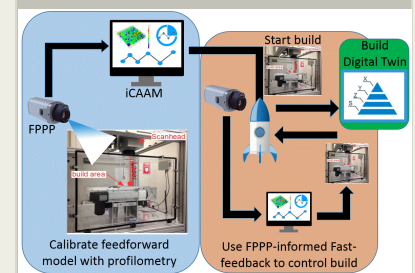 Start build
Build
Digital Twin
iCAAM
FPPP
Scanhead
build area
X
Y
Z
S
Calibrate feedforward
model with profilometry
Use FPPP-informed Fast-
feedback to control build